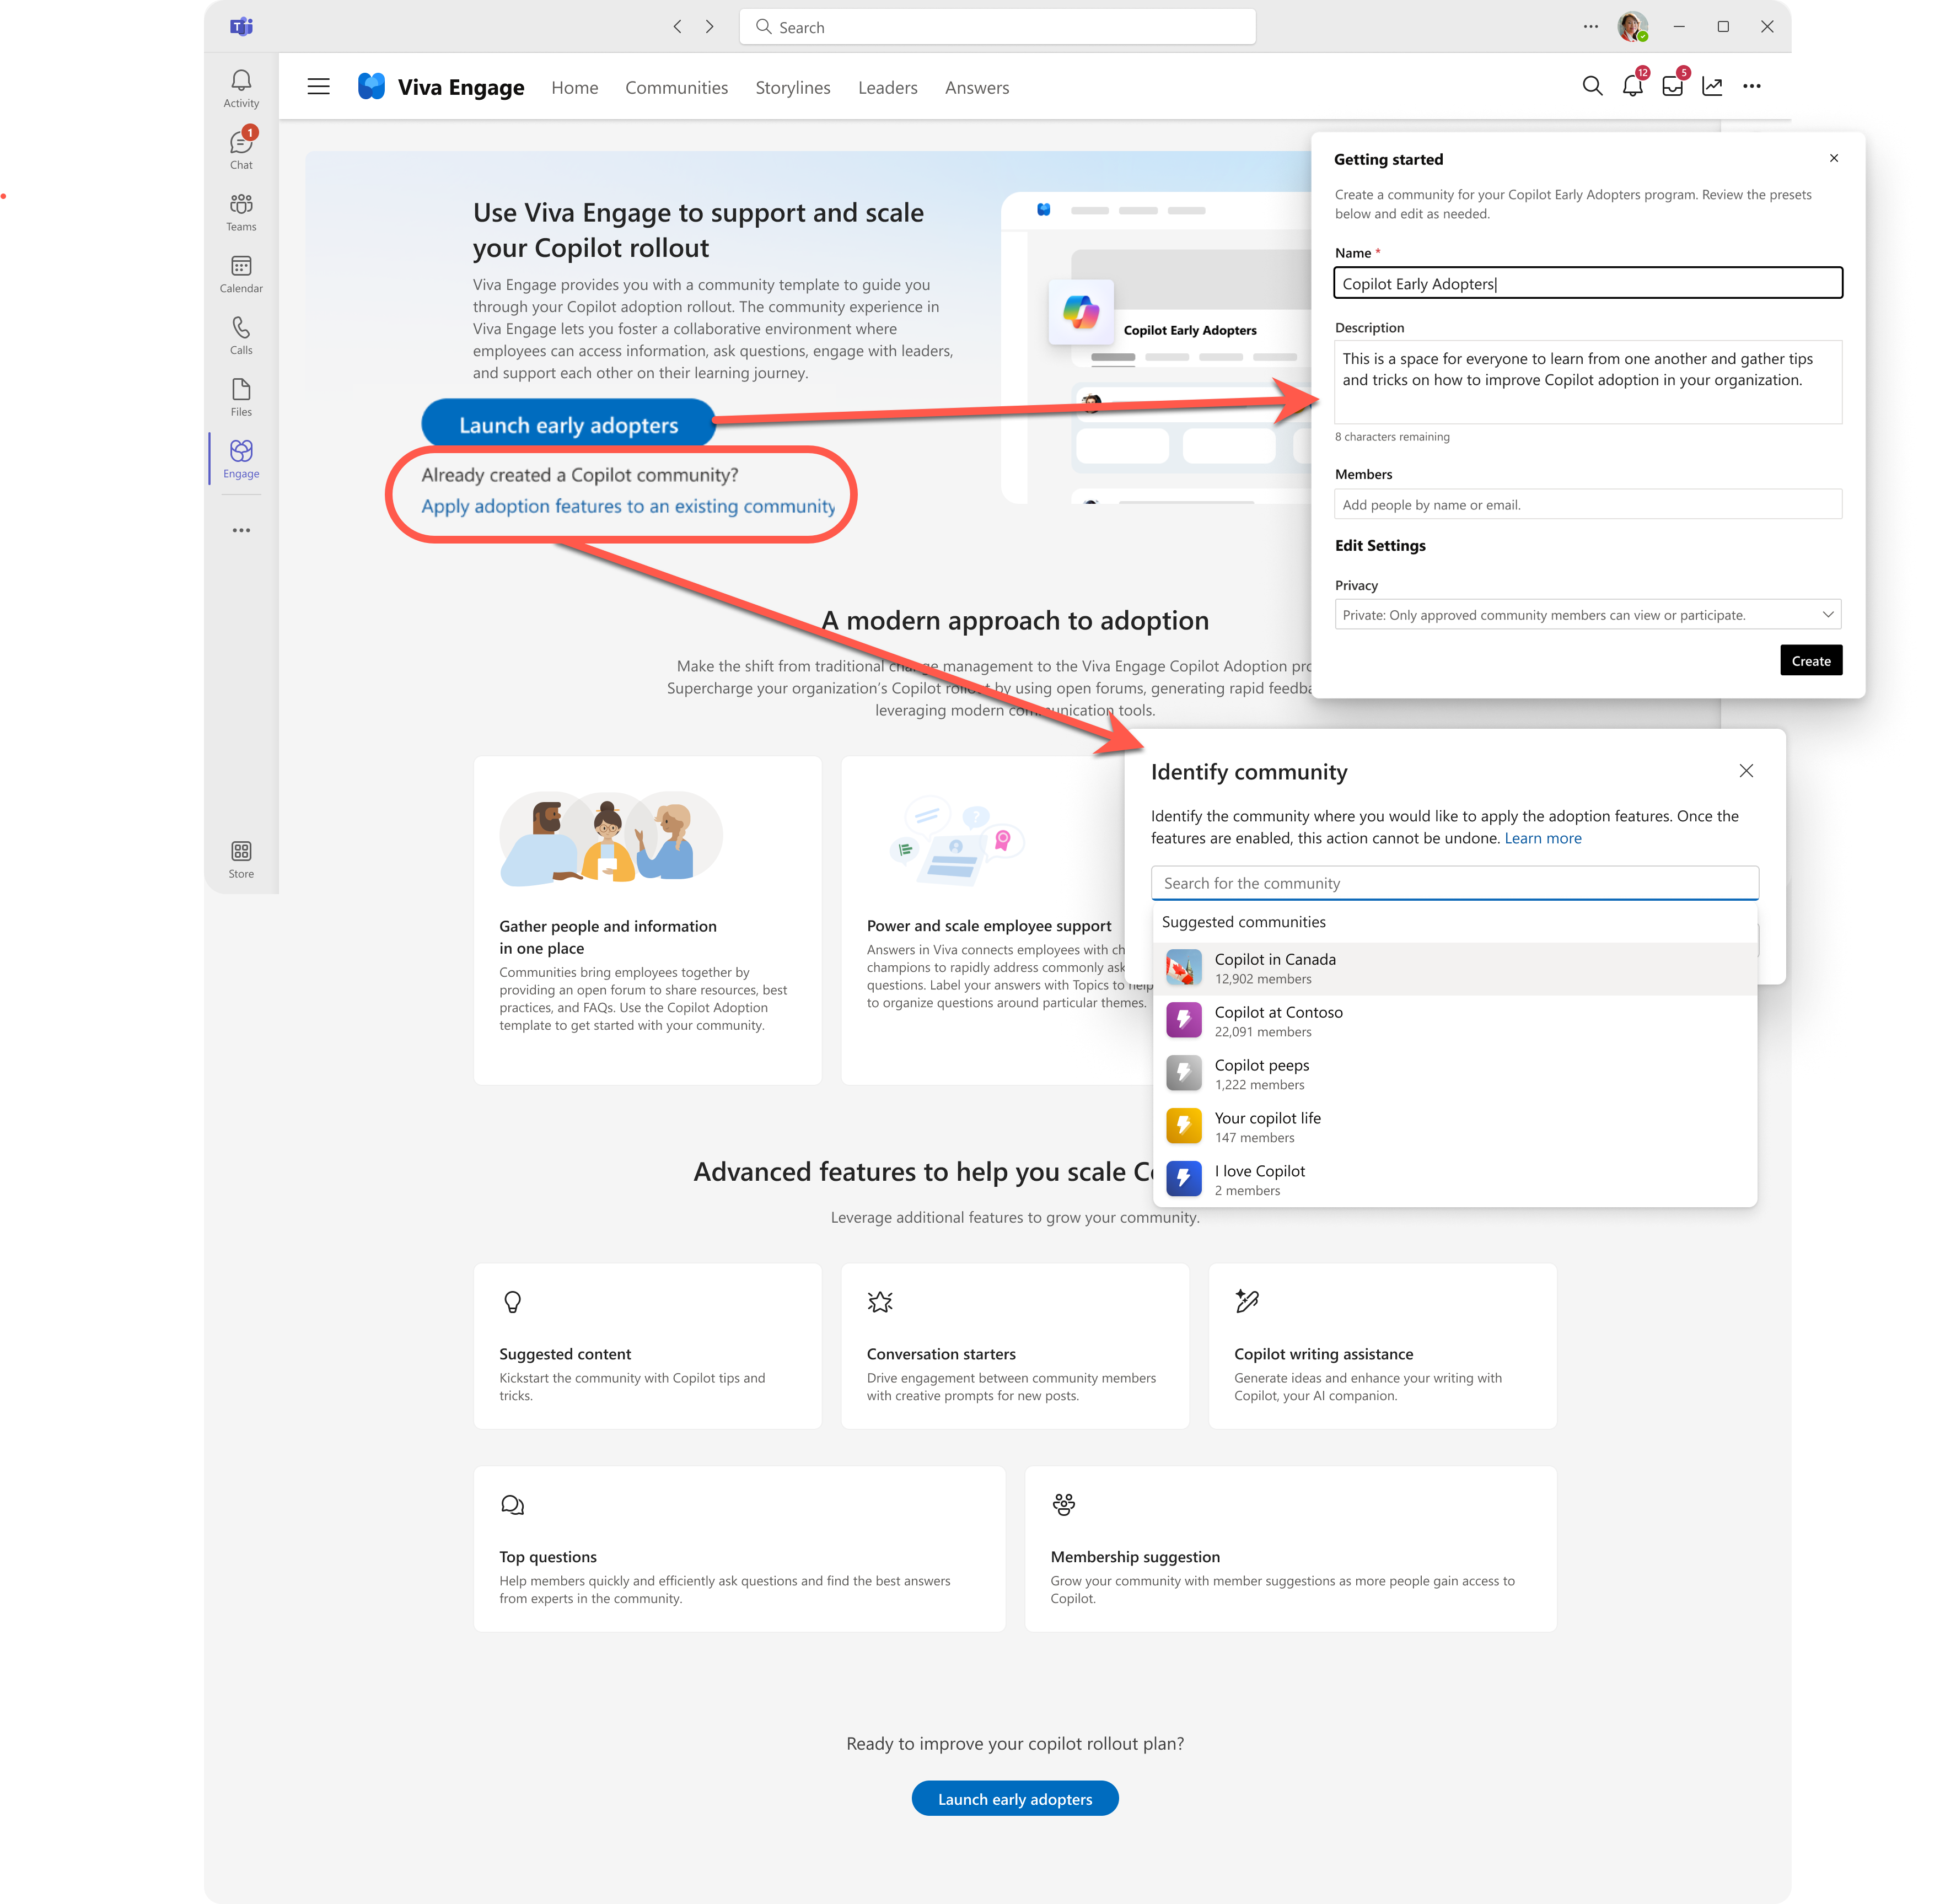 Search
Activity
1
Chat
Teams
Calendar
Calls
Files
Engage
Store
Viva Engage
Home
Communities
Storylines
Leaders
Answers
12
5
Use Viva Engage to support and scale
your Copilot rollout
Viva Engage provides you with a community template to guide you
through your Copilot adoption rollout. The community experience in
Viva Engage lets you foster a collaborative environment where
employees can access information, ask questions, engage with leaders,
and support each other on their learning journey.
Launch early adopters
Already created a Copilot community?
Apply adoption features to an existing community
Copilot Early Adopters
Getting started
Create a community for your Copilot Early Adopters program. Review the presets
below and edit as needed.
Name *
Copilot Early Adopters
Description
This is a space for everyone to learn from one another and gather tips
and tricks on how to improve Copilot adoption in your organization.
8 characters remaining
Members
Add people by name or email.
Edit Settings
Privacy
Private: Only approved community members can view or participate.
Create
A modern approach to adoption
Make the shift from traditional change management to the Viva Engage Copilot Adoption
Supercharge your organization's Copilot rollout by using open forums, generating rapid
leveraging modern communication tools.
Gather people and information
in one place
Communities bring employees together by
providing an open forum to share resources, best
practices, and FAQs. Use the Copilot Adoption
template to get started with your community.
Power and scale employee support
Answers in Viva connects employees with
champions to rapidly address commonly
questions. Label your answers with Topics to help
to organize questions around particular themes.
Identify community
Identify the community where you would like to apply the adoption features. Once the
features are enabled, this action cannot be undone. Learn more
Search for the community
Suggested communities
Copilot in Canada
12,902 members
Copilot at Contoso
22,091 members
Copilot peeps
1,222 members
Your copilot life
147 members
I love Copilot
2 members
Advanced features to help you scale
Leverage additional features to grow your community.
Suggested content
Kickstart the community with Copilot tips and
tricks.
Conversation starters
Drive engagement between community members
with creative prompts for new posts.
Copilot writing assistance
Generate ideas and enhance your writing with
Copilot, your AI companion.
Top questions
Help members quickly and efficiently ask questions and find the best answers
from experts in the community.
Membership suggestion
Grow your community with member suggestions as more people gain access to
Copilot.
Ready to improve your copilot rollout plan?
Launch early adopters